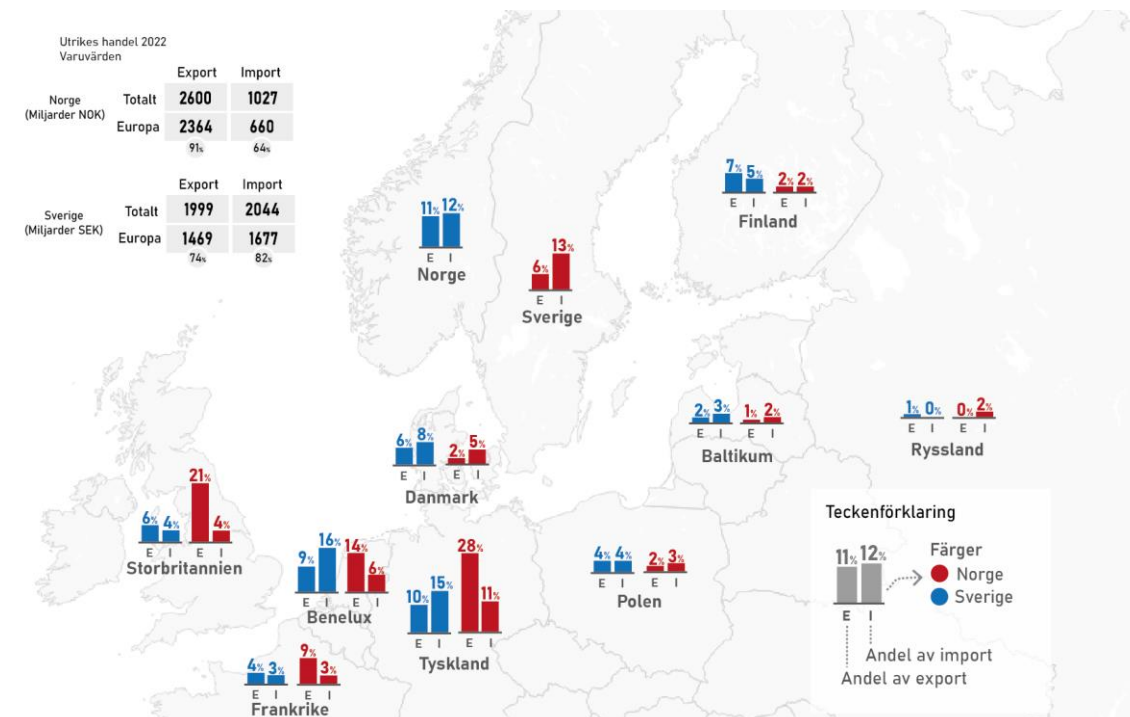 Utrikes handel 2022
Varuvärden
Export Import
Norge
(Miljarder NOK)
Totalt 2600 1027
Europa 2364 660
91% 64%
Export Import
Sverige
(Miljarder SEK)
Totalt 1999 2044
Europa 1469 1677
74% 82%
7% 5% 2% 2%
E I E I
Finland
11% 12%
E I
Norge
6% 13%
E I
Sverige
2% 3% 1% 2%
E I E I
Baltikum
1% 0% 0% 2%
E I E I
Ryssland
6% 8% 2% 5%
E I E I
Danmark
6% 4% 21% 4%
E I E I
Storbritannien
9% 16% 14% 6%
E I E I
Benelux
10% 15% 28% 11%
E I E I
Tyskland
4% 4% 2% 3%
E I E I
Polen
4% 3% 9% 3%
E I E I
Frankrike
Teckenförklaring
11% 12%
E I
Färger
Norge
Sverige
Andel av import
Andel av export